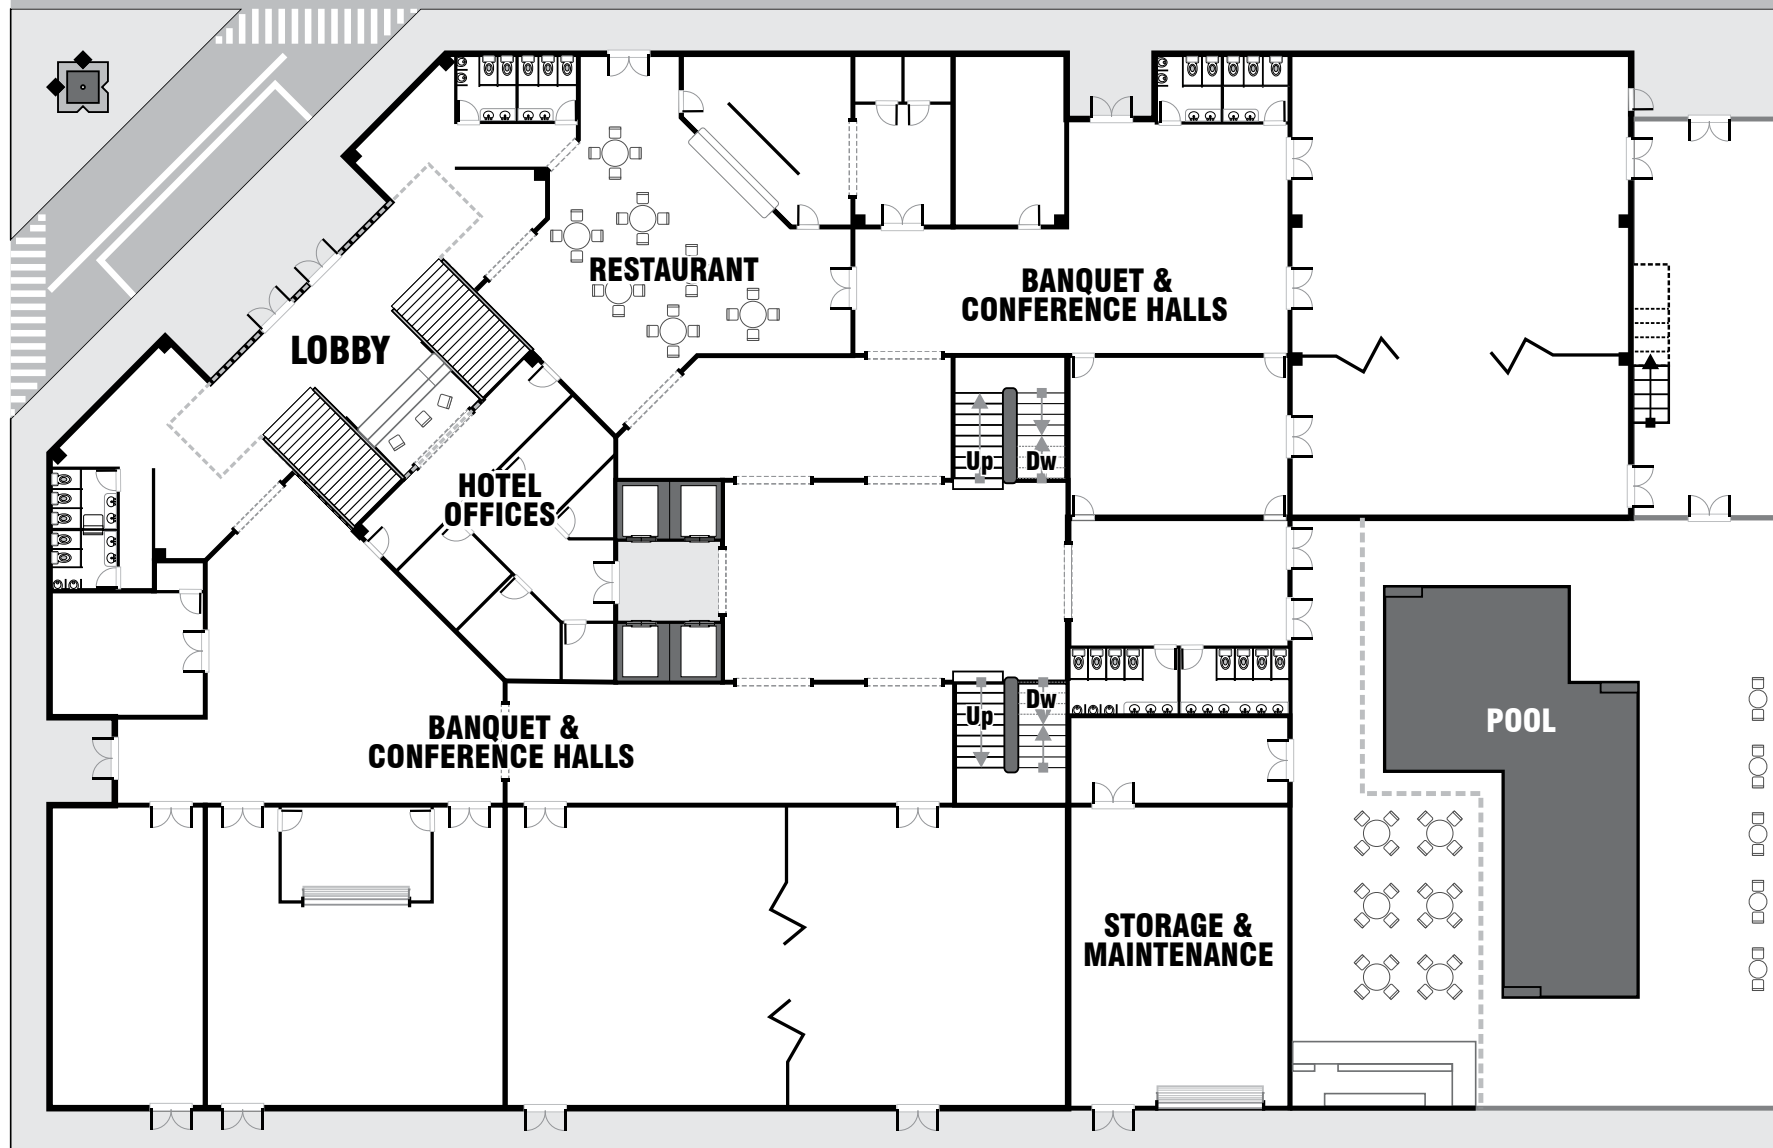 RESTAURANT
BANQUET &
CONFERENCE HALLS
LOBBY
Up
Dw
HOTEL
OFFICES
Up
Dw
BANQUET &
CONFERENCE HALLS
POOL
STORAGE &
MAINTENANCE